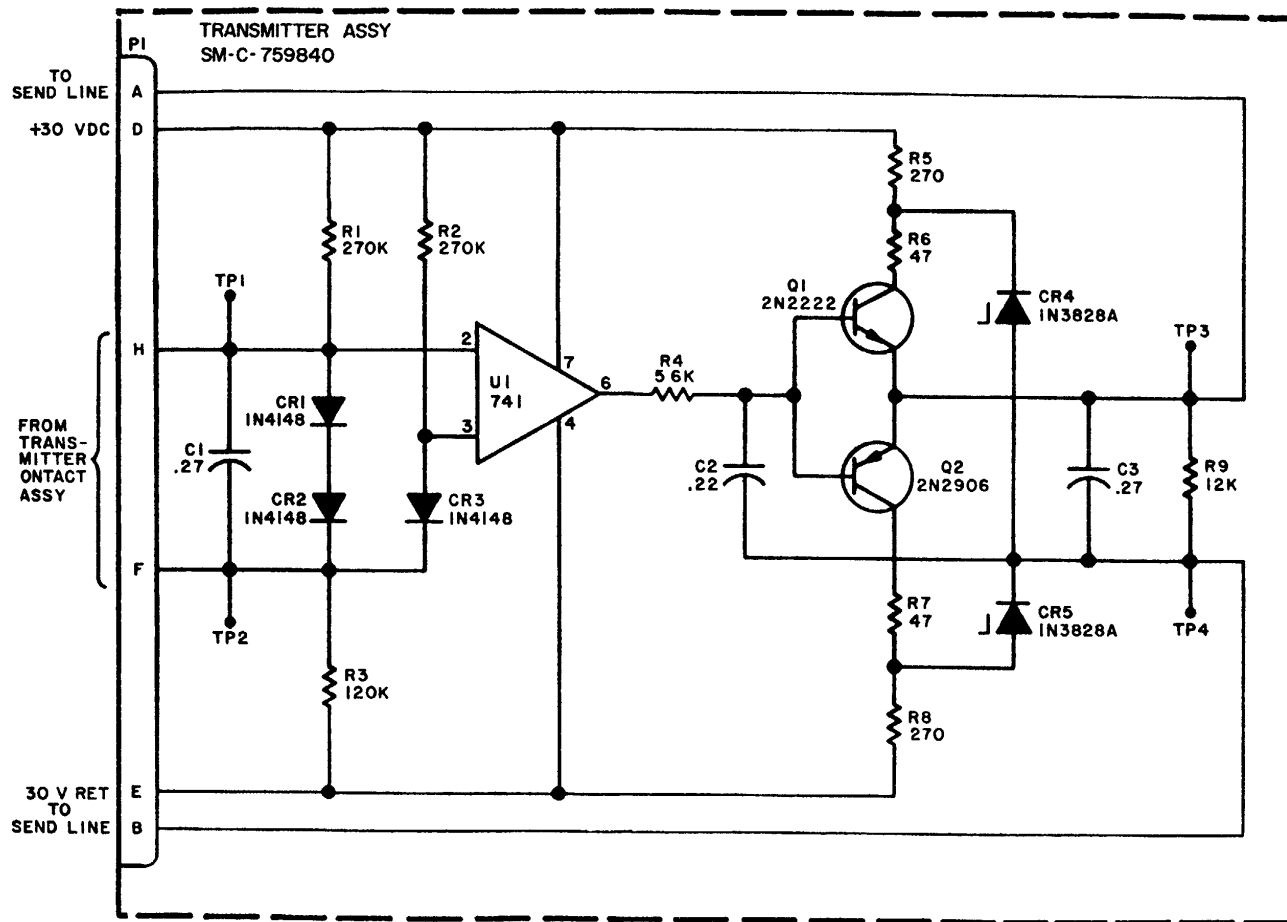 TRANSMITTER ASSY
SM-C-759840
P1
TO
SEND LINE
A
+30 VDC
D
R5
270
R1
270K
R2
270K
R6
47
TP1
Q1
2N2222
CR4
1N3828A
H
2
7
R4
56K
TP3
U1
741
6
CR1
1N4148
3
4
FROM
TRANS-
MITTER
ONTACT
ASSY
C1
.27
C2
.22
Q2
2N2906
C3
.27
R9
12K
CR2
1N4148
CR3
1N4148
F
TP2
R7
47
CR5
1N3828A
TP4
R3
120K
R8
270
30 V RET
E
TO
SEND LINE
B